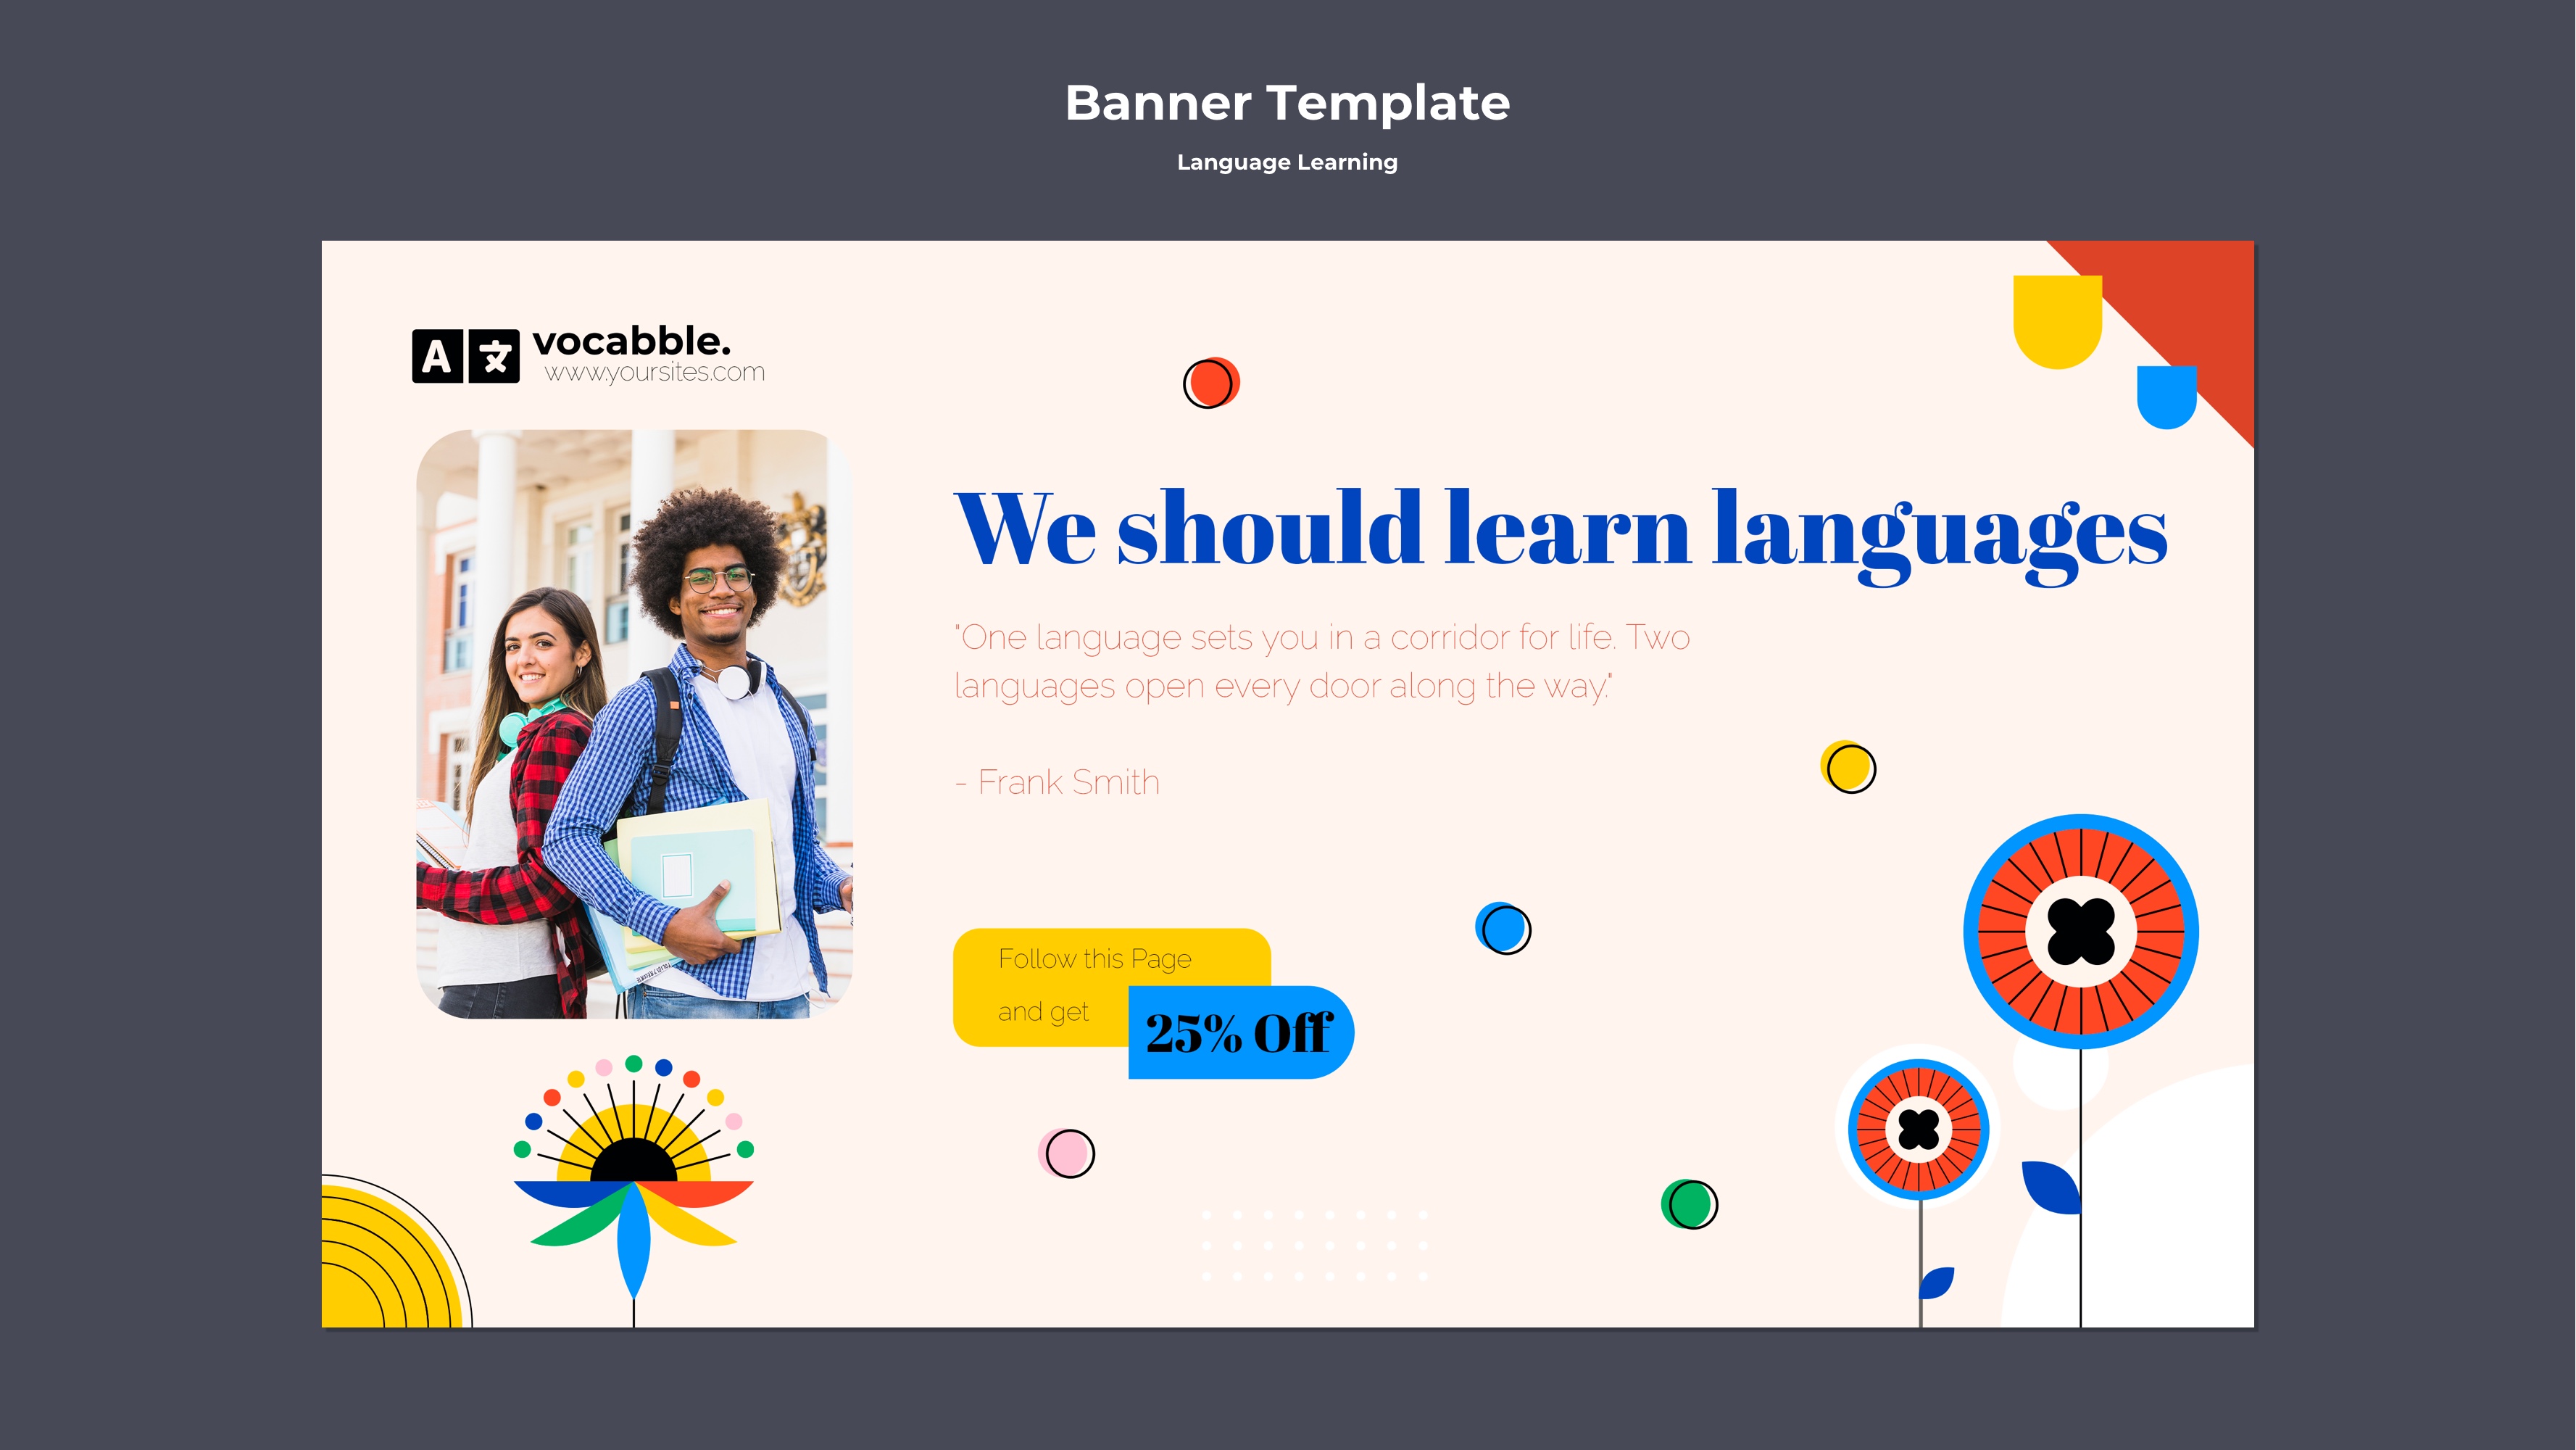 Banner Template
Language Learning
A 文
vocabble.
www.yoursites.com
We should learn languages
"One language sets you in a corridor for life. Two
languages open every door along the way."
- Frank Smith
Follow this Page
and get
25% Off